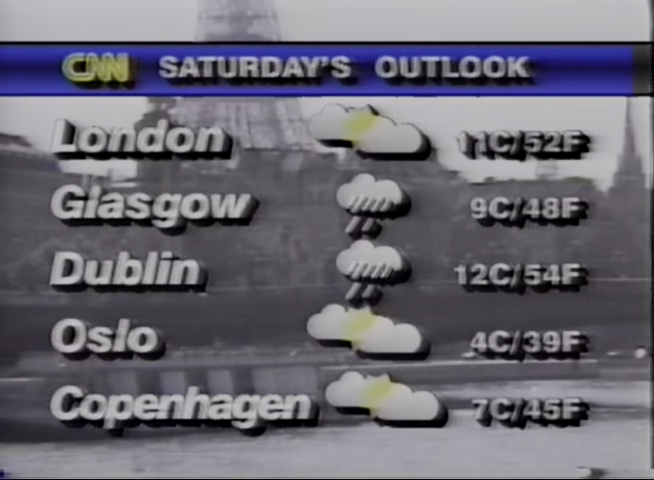 CNN SATURDAY'S OUTLOOK
London 11C/52F
Glasgow 9C/48F
Dublin 12C/54F
Oslo 4C/39F
Copenhagen 7C/45F